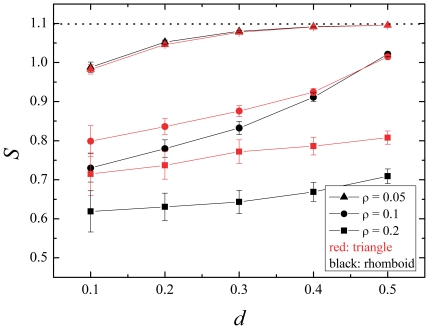 1.1
1.0
0.9
0.8
0.7
0.6
0.5
S
ρ = 0.05
ρ = 0.1
ρ = 0.2
red: triangle
black: rhomboid
0.1 0.2 0.3 0.4 0.5
d